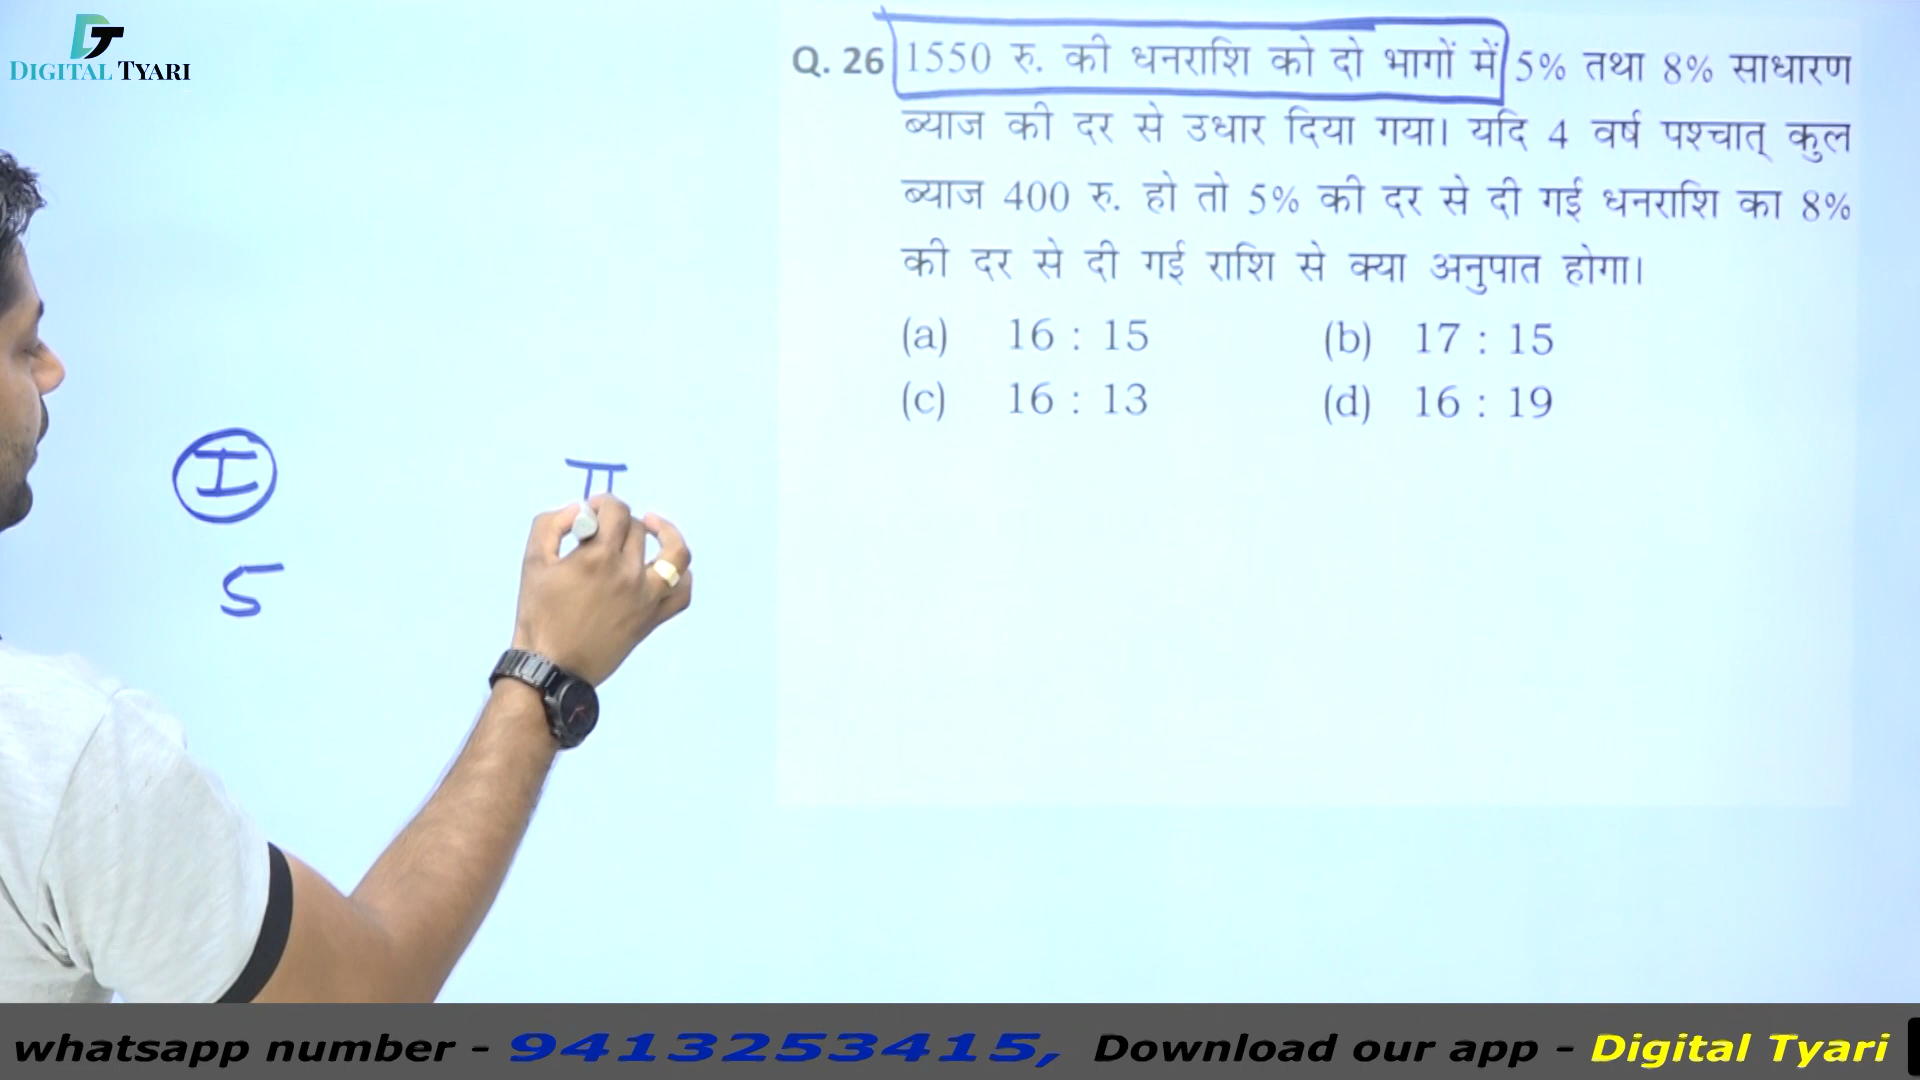 DT
DIGITAL TYARI
Q. 26 1550 रु. की धनराशि को दो भागों में 5% तथा 8% साधारण
ब्याज की दर से उधार दिया गया। यदि 4 वर्ष पश्चात् कुल
ब्याज 400 रु. हो तो 5% की दर से दी गई धनराशि का 8%
की दर से दी गई राशि से क्या अनुपात होगा।
(a) 16 : 15 (b) 17 : 15
(c) 16 : 13 (d) 16 : 19
I II
5
whatsapp number - 9413253415, Download our app - Digital Tyari